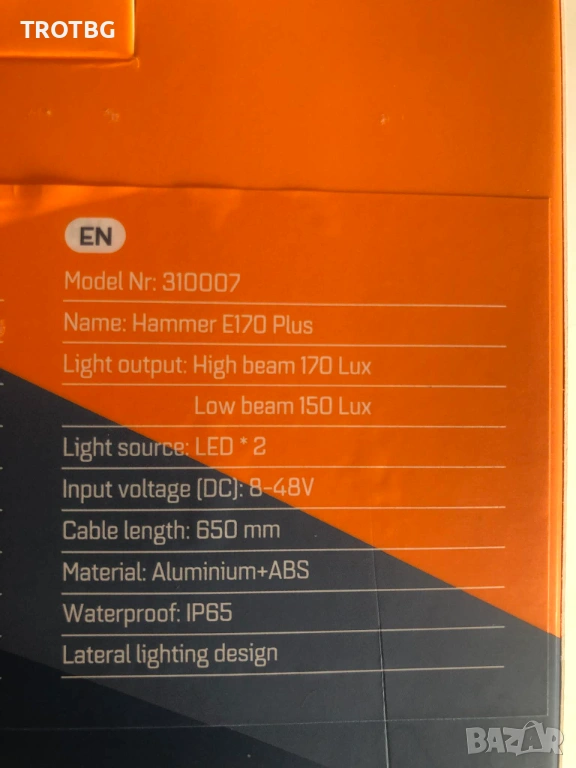 TROTBG
EN
Model Nr: 310007
Name: Hammer E170 Plus
Light output: High beam 170 Lux
Low beam 150 Lux
Light source: LED * 2
Input voltage (DC): 8-48V
Cable length: 650 mm
Material: Aluminium+ABS
Waterproof: IP65
Lateral lighting design
BAZAR